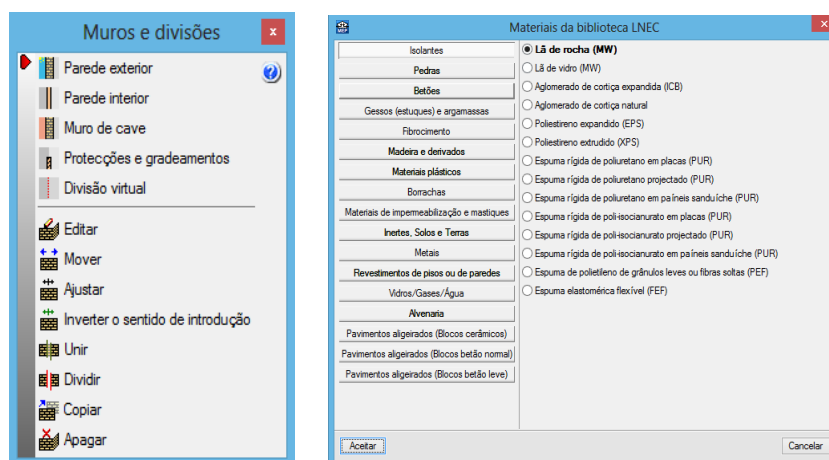 Muros e divisões
x
Parede exterior
?
Parede interior
Muro de cave
Protecções e gradeamentos
Divisão virtual
Editar
Mover
Ajustar
Inverter o sentido de introdução
Unir
Dividir
Copiar
Apagar
MEP
Materiais da biblioteca LNEC
x
Isolantes
Pedras
Betões
Gessos (estuques) e argamassas
Fibrocimento
Madeira e derivados
Materiais plásticos
Borrachas
Materiais de impermeabilização e mastiques
Inertes, Solos e Terras
Metais
Revestimentos de pisos ou de paredes
Vidros/Gases/Água
Alvenaria
Pavimentos aligeirados (Blocos cerâmicos)
Pavimentos aligeirados (Blocos betão normal)
Pavimentos aligeirados (Blocos betão leve)
Lã de rocha (MW)
Lã de vidro (MW)
Aglomerado de cortiça expandida (ICB)
Aglomerado de cortiça natural
Poliestireno expandido (EPS)
Poliestireno extrudido (XPS)
Espuma rígida de poliuretano em placas (PUR)
Espuma rígida de poliuretano projectado (PUR)
Espuma rígida de poliuretano em paíneis sanduíche (PUR)
Espuma rígida de poli-isocianurato em placas (PUR)
Espuma rígida de poli-isocianurato projectado (PUR)
Espuma rígida de poli-isocianurato em paíneis sanduíche (PUR)
Espuma de polietileno de grânulos leves ou fibras soltas (PEF)
Espuma elastomérica flexível (FEF)
Aceitar
Cancelar